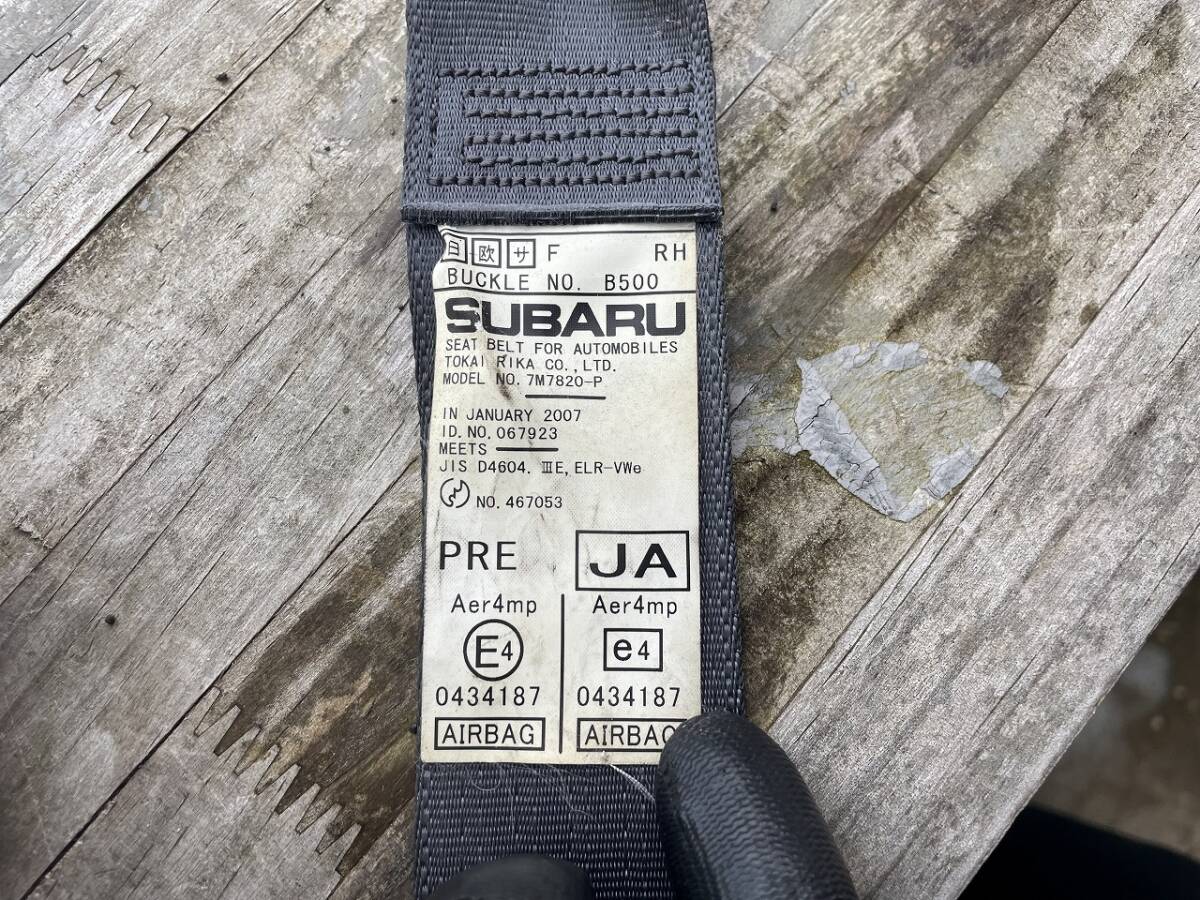 日 欧 サ F RH
BUCKLE NO. B500
SUBARU
SEAT BELT FOR AUTOMOBILES
TOKAI RIKA CO.,LTD.
MODEL NO. 7M7820-P
IN JANUARY 2007
ID. NO. 067923
MEETS
JIS D4604. ⅢE, ELR-VWe
NO. 467053
PRE JA
Aer4mp Aer4mp
E4 e4
0434187 0434187
AIRBAG AIRBAG